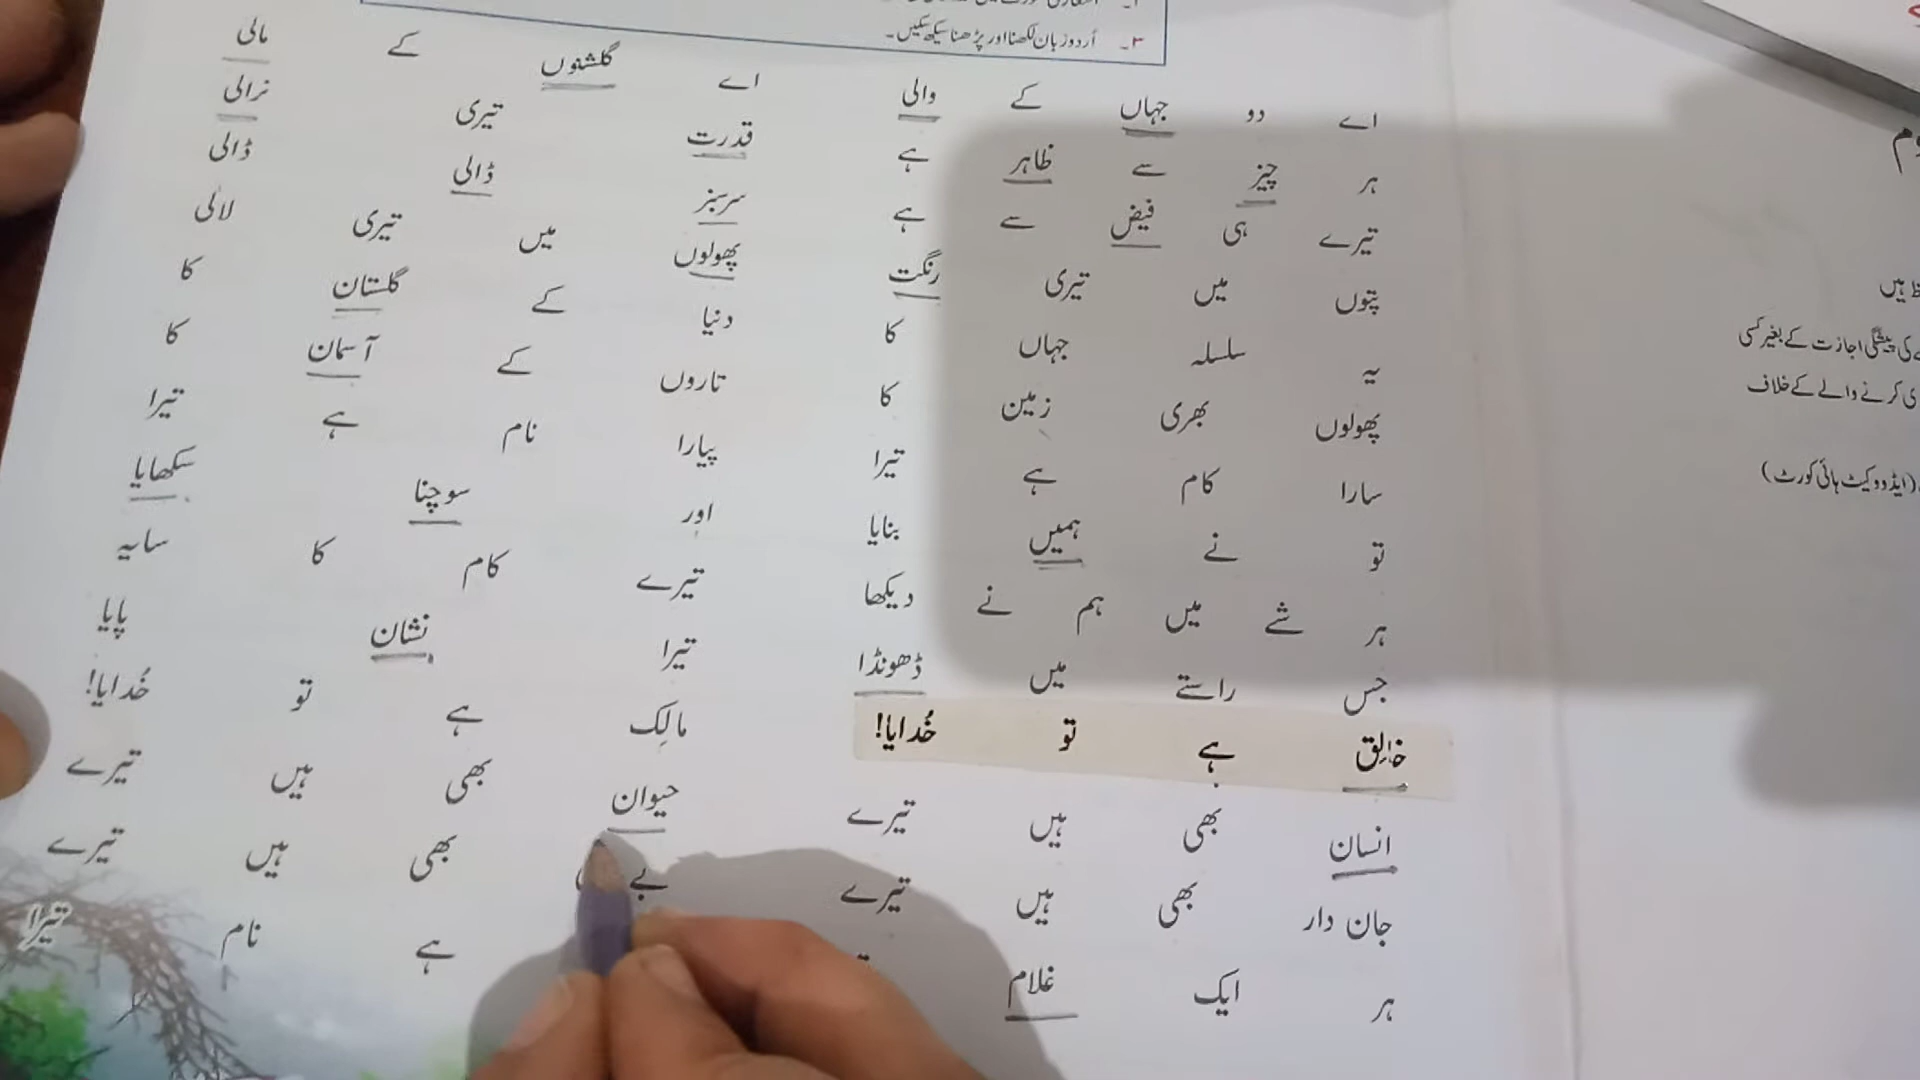 ۳۔ اُردو زبان لکھنا اور پڑھنا سیکھ سکیں۔
اے دو جہاں کے والی اے گلشنوں کے مالی
ہر چیز سے ظاہر ہے قدرت تیری نرالی
تیرے ہی فیض سے ہے سرسبز ڈالی ڈالی
پتوں میں تیری رنگت پھولوں میں تیری لالی
یہ سلسلہ جہاں کا دنیا کے گلستان کا
پھولوں بھری زمین کا تاروں کے آسمان کا
سارا کام ہے تیرا پیارا نام ہے تیرا
تو نے ہمیں بنایا اور سوچنا سکھایا
ہر شے میں ہم نے دیکھا تیرے کام کا سایہ
جس راستے میں ڈھونڈا تیرا نشان پایا
خالِق ہے تو خُدایا! مالِک ہے تو خُدایا!
انسان بھی ہیں تیرے حیوان بھی ہیں تیرے
جان دار بھی ہیں تیرے بے بھی ہیں تیرے
ہر ایک غلام ہے نام تیرا
کی پیشگی اجازت کے بغیر کسی
کرنے والے کے خلاف
(ایڈووکیٹ ہائی کورٹ)